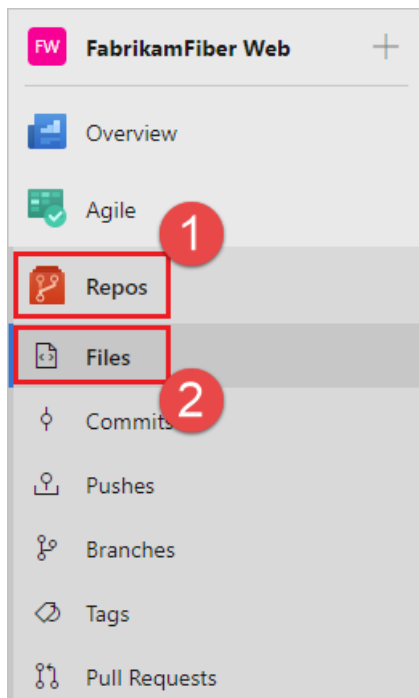 FW FabrikamFiber Web
Overview
Agile
1
Repos
Files
2
Commits
Pushes
Branches
Tags
Pull Requests